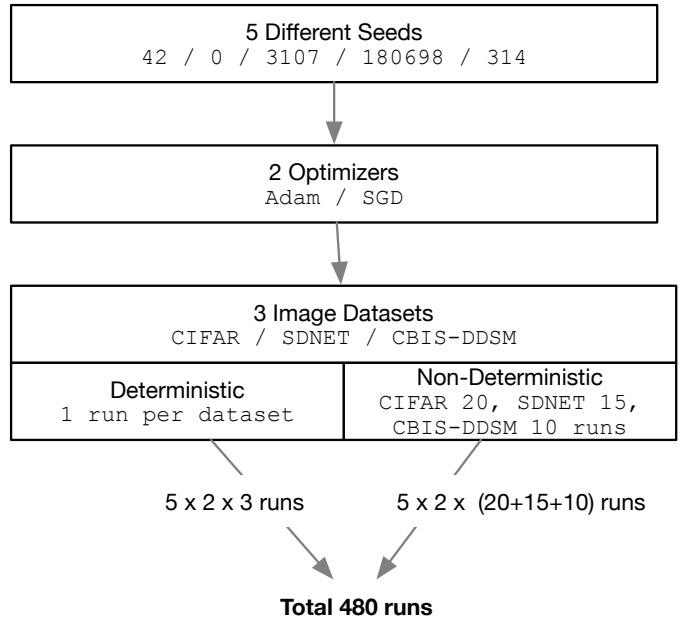 5 Different Seeds
42 / 0 / 3107 / 180698 / 314
2 Optimizers
Adam / SGD
3 Image Datasets
CIFAR / SDNET / CBIS-DDSM
Deterministic
1 run per dataset
Non-Deterministic
CIFAR 20, SDNET 15,
CBIS-DDSM 10 runs
5 x 2 x 3 runs
5 x 2 x (20+15+10) runs
Total 480 runs